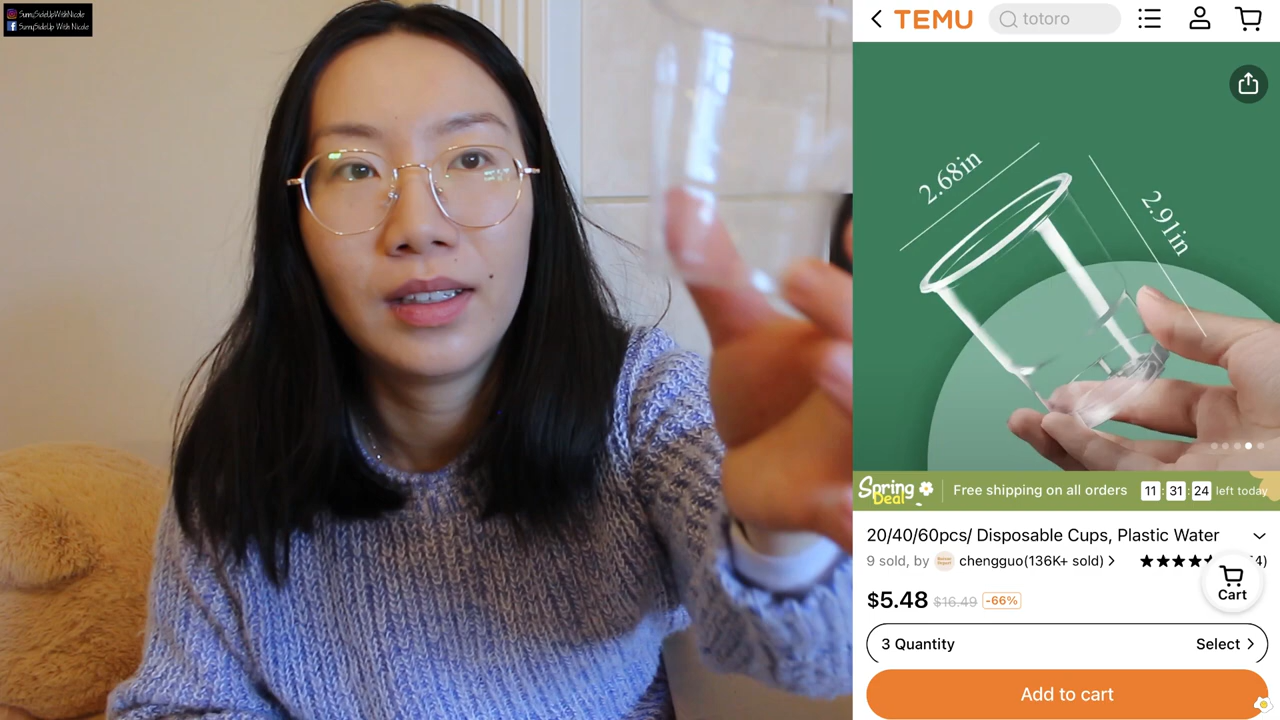 SunnySideUpWithNicole
SunnySideUp With Nicole
TEMU
totoro
2.68in
2.91in
Spring
Deal
Free shipping on all orders 11 : 31 : 24 left today
20/40/60pcs/ Disposable Cups, Plastic Water
9 sold, by chengguo(136K+ sold) 4)
Cart
$5.48 $16.49 -66%
3 Quantity Select
Add to cart